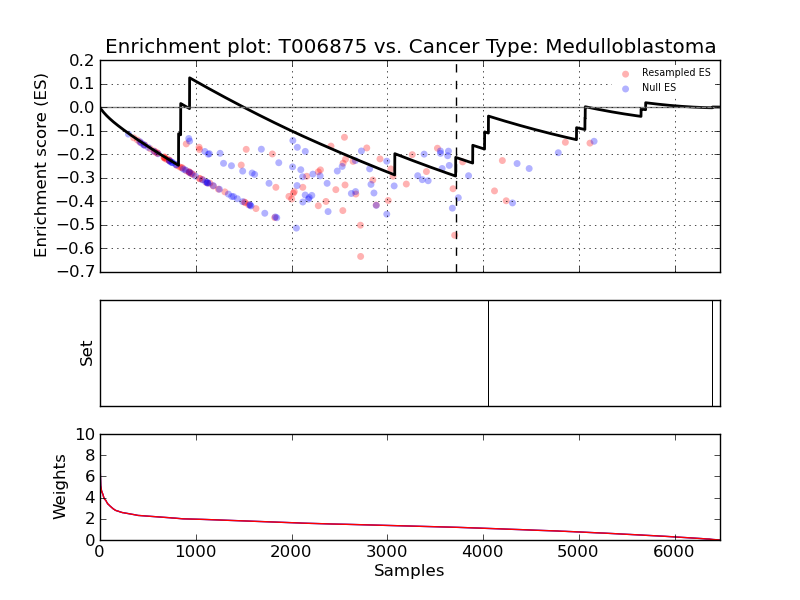 Enrichment plot: T006875 vs. Cancer Type: Medulloblastoma
Enrichment score (ES)
0.2
0.1
0.0
−0.1
−0.2
−0.3
−0.4
−0.5
−0.6
−0.7
Resampled ES
Null ES
Set
Weights
10
8
6
4
2
0
0 1000 2000 3000 4000 5000 6000
Samples